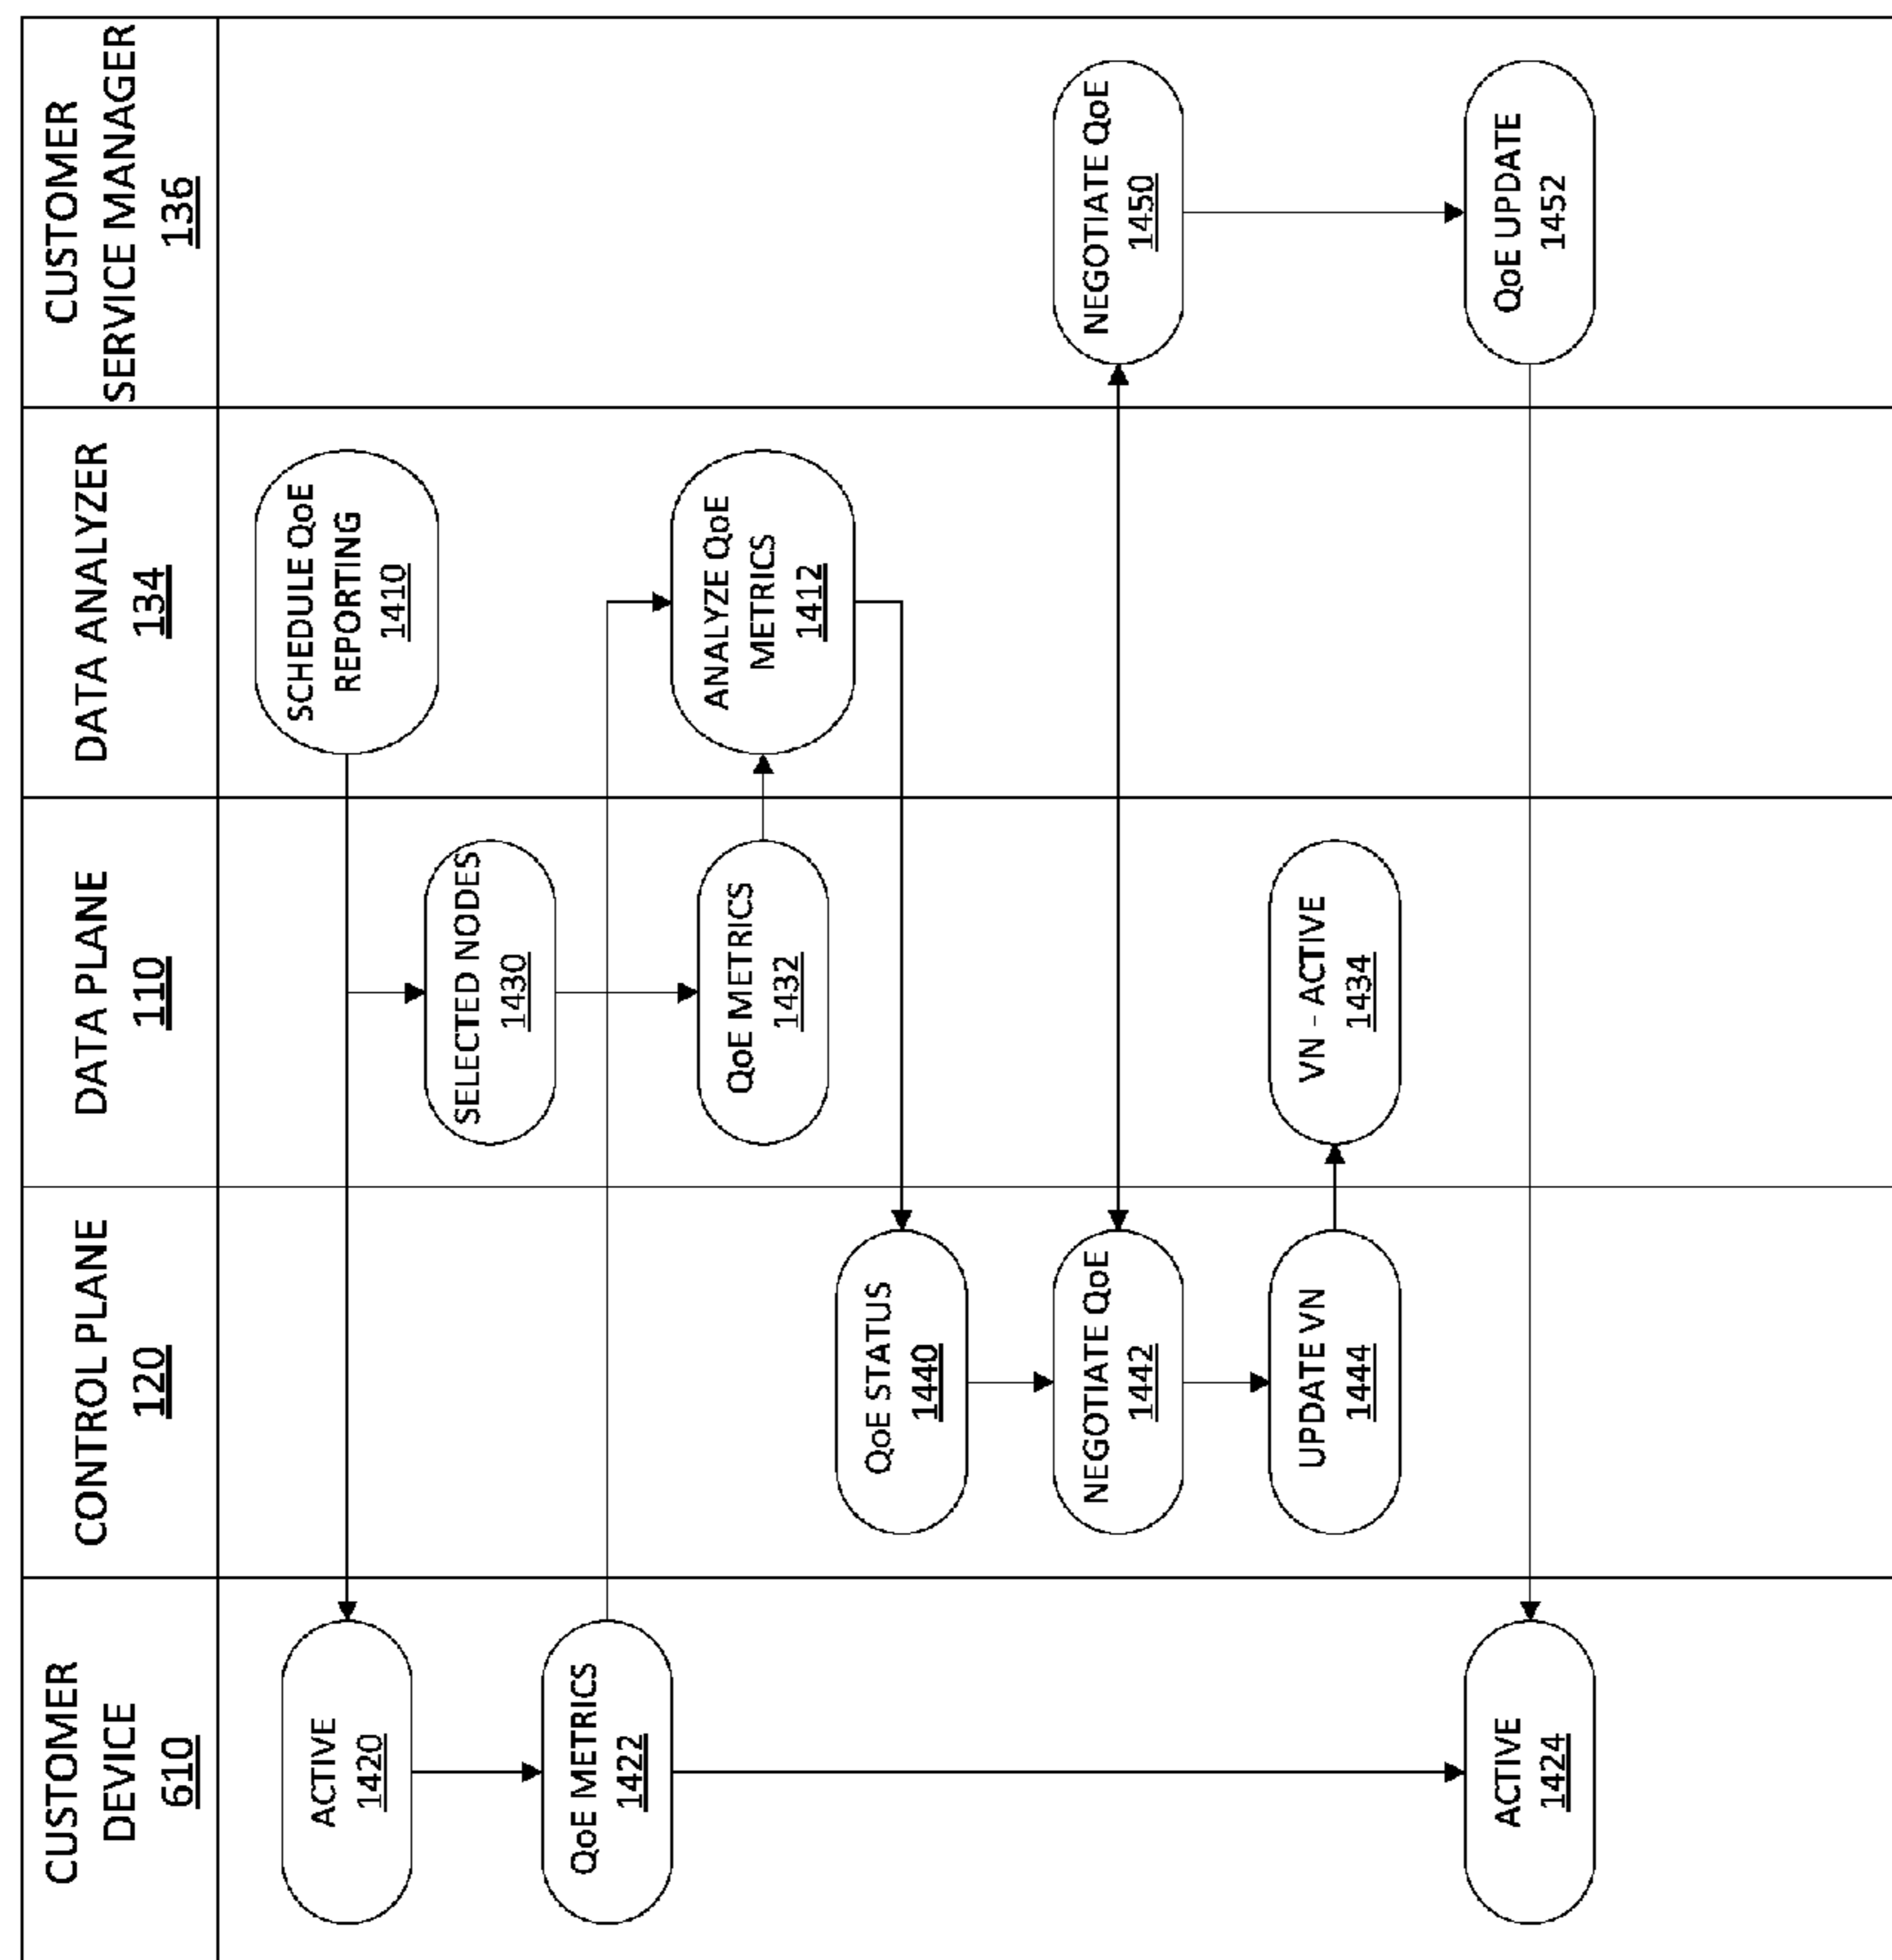 CUSTOMER
DEVICE
610
CONTROL PLANE
120
DATA PLANE
110
DATA ANALYZER
134
CUSTOMER
SERVICE MANAGER
136
SCHEDULE QoE
REPORTING
1410
ACTIVE
1420
SELECTED NODES
1430
QoE METRICS
1422
QoE METRICS
1432
ANALYZE QoE
METRICS
1412
QoE STATUS
1440
NEGOTIATE QoE
1442
NEGOTIATE QoE
1450
UPDATE VN
1444
VN - ACTIVE
1434
ACTIVE
1424
QoE UPDATE
1452